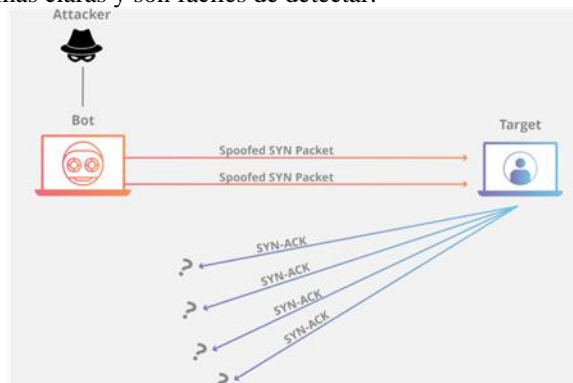 mas claras y son fáciles de detectar.
Attacker
Bot
Target
Spoofed SYN Packet
Spoofed SYN Packet
SYN-ACK
?
SYN-ACK
?
SYN-ACK
?
SYN-ACK
?